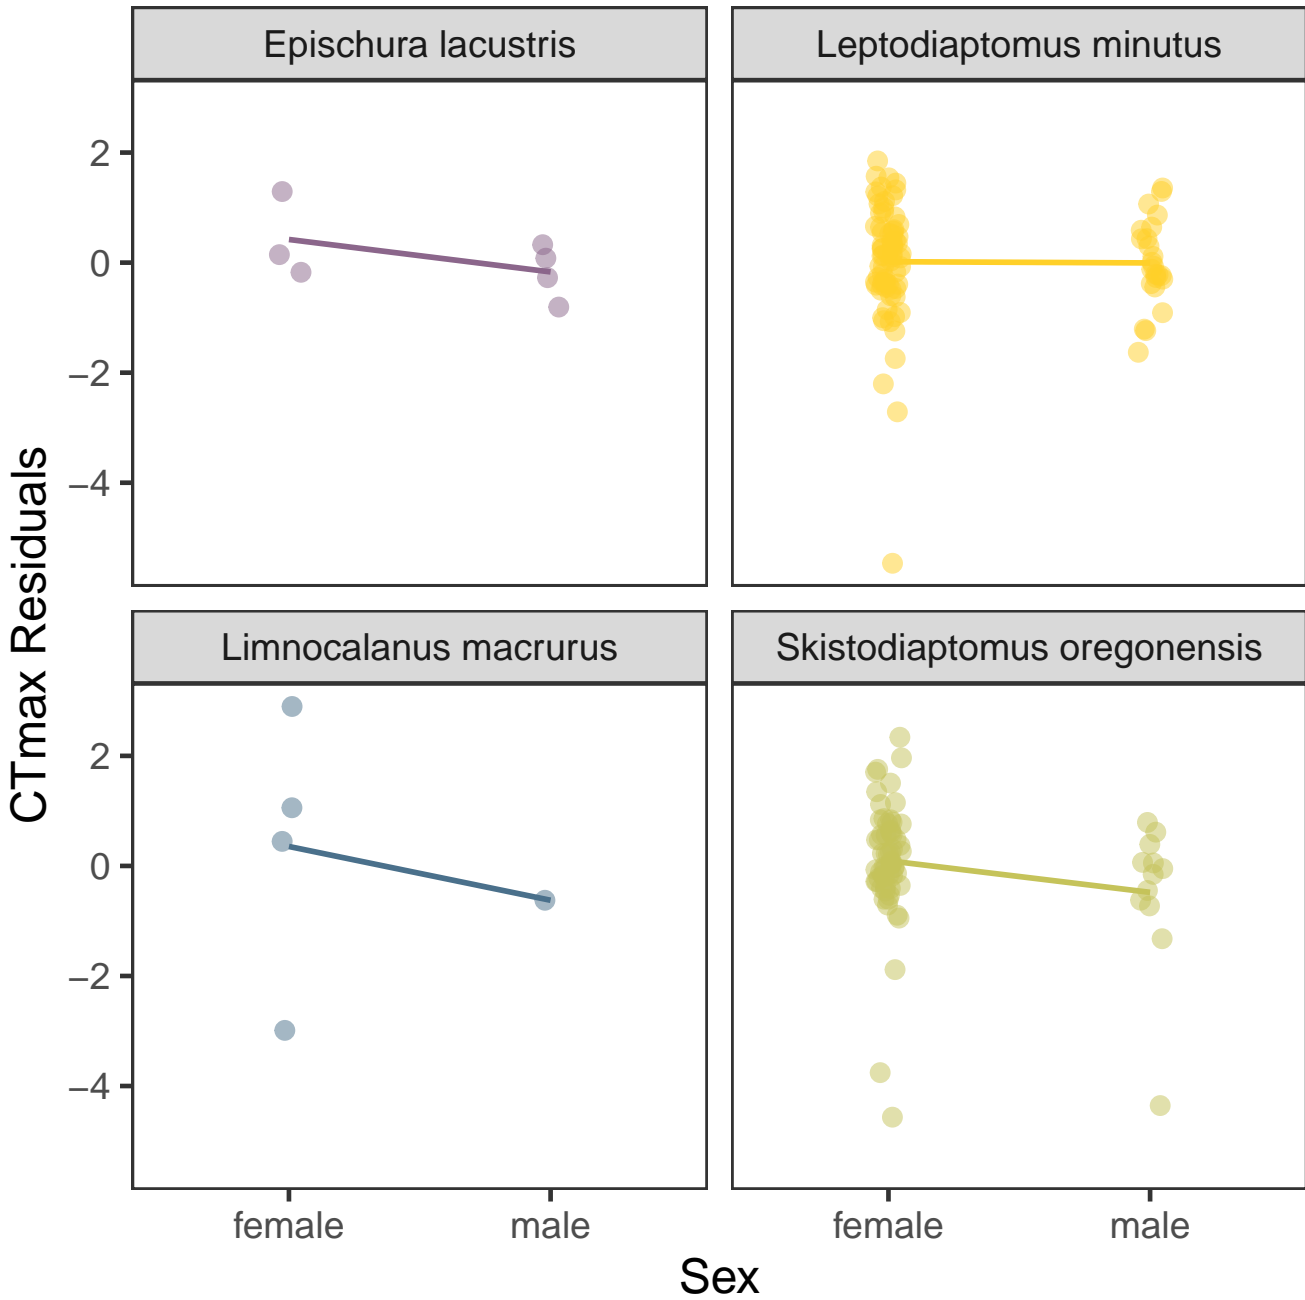 Epischura lacustris
Leptodiaptomus minutus
2
0
−2
−4
Limnocalanus macrurus
Skistodiaptomus oregonensis
2
0
−2
−4
CTmax Residuals
female
male
female
male
Sex